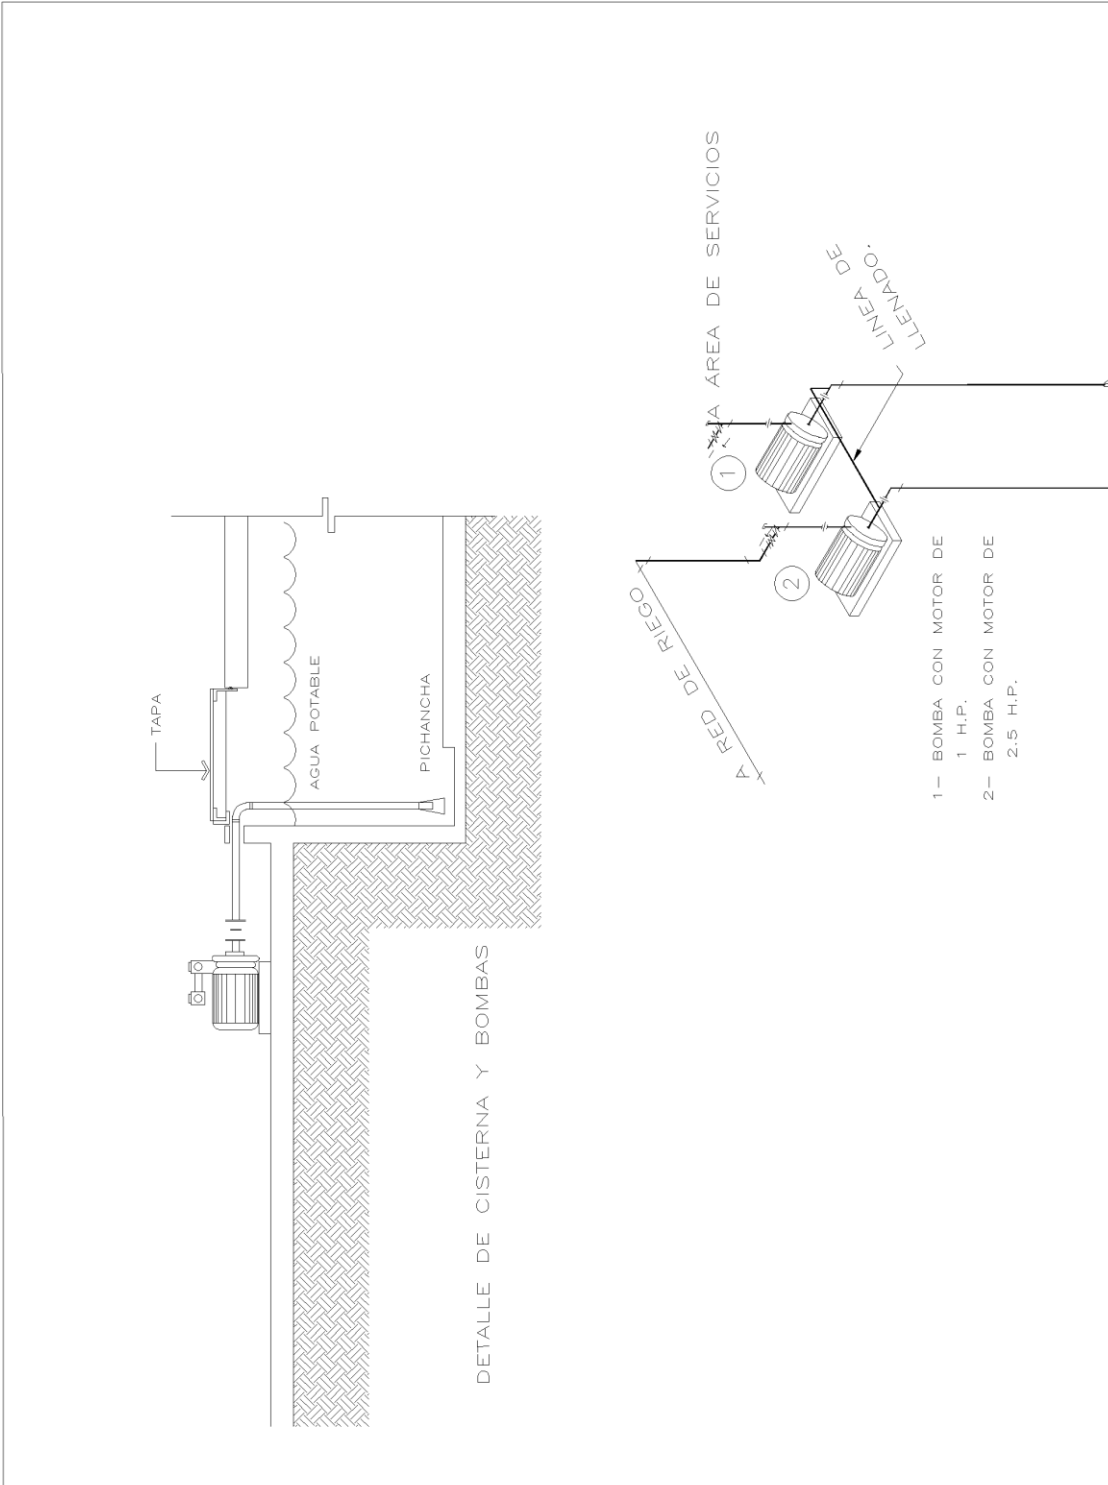 TAPA
AGUA POTABLE
PICHANCHA
DETALLE DE CISTERNA Y BOMBAS
A ÁREA DE SERVICIOS
LINEA DE
LLENADO.
1
2
A RED DE RIEGO
1- BOMBA CON MOTOR DE
1 H.P.
2- BOMBA CON MOTOR DE
2.5 H.P.